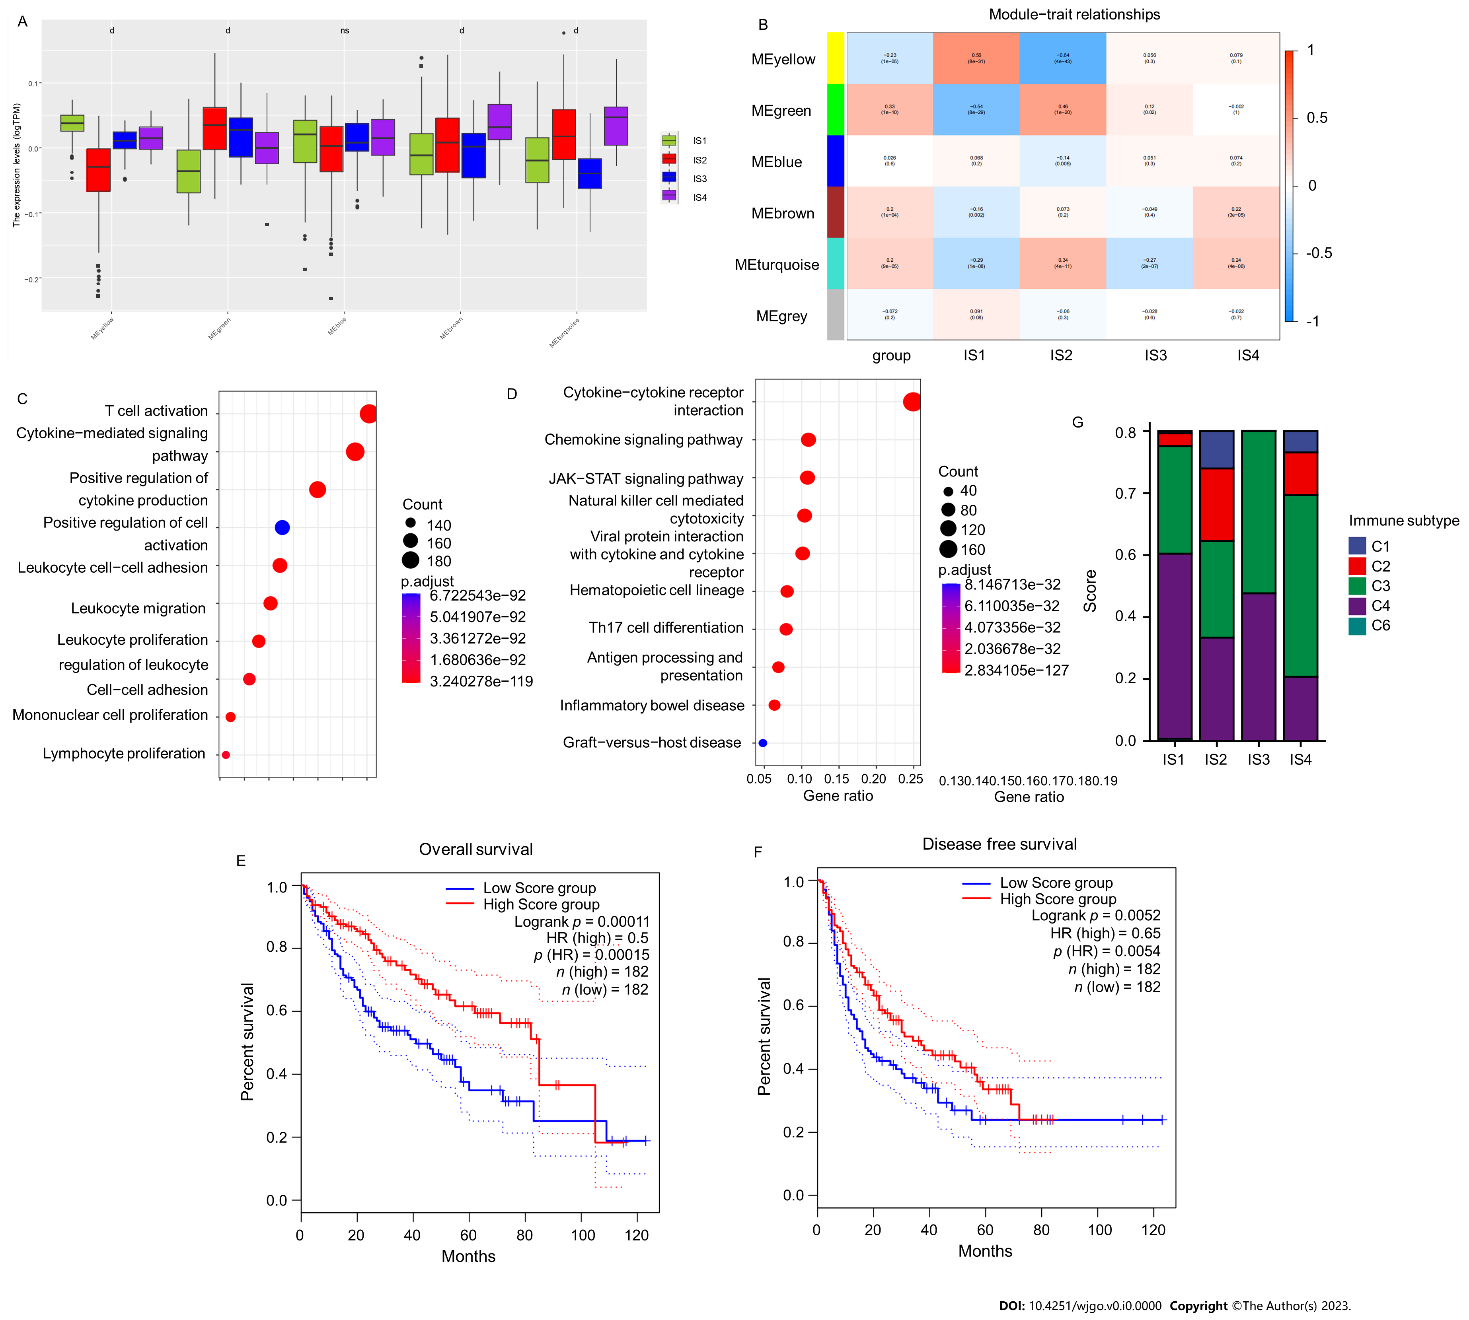 A
d
d
ns
d
d
The expression levels (logTPM)
0.1
0.0
−0.1
−0.2
MEyellow
MEgreen
MEblue
MEbrown
MEturquoise
IS1
IS2
IS3
IS4
B
Module−trait relationships
MEyellow
MEgreen
MEblue
MEbrown
MEturquoise
MEgrey
group
IS1
IS2
IS3
IS4
1
0.5
0
-0.5
-1
C
T cell activation
Cytokine−mediated signaling
pathway
Positive regulation of
cytokine production
Positive regulation of cell
activation
Leukocyte cell−cell adhesion
Leukocyte migration
Leukocyte proliferation
regulation of leukocyte
Cell−cell adhesion
Mononuclear cell proliferation
Lymphocyte proliferation
Count
140
160
180
p.adjust
6.722543e−92
5.041907e−92
3.361272e−92
1.680636e−92
3.240278e−119
D
Cytokine−cytokine receptor
interaction
Chemokine signaling pathway
JAK−STAT signaling pathway
Natural killer cell mediated
cytotoxicity
Viral protein interaction
with cytokine and cytokine
receptor
Hematopoietic cell lineage
Th17 cell differentiation
Antigen processing and
presentation
Inflammatory bowel disease
Graft−versus−host disease
0.05 0.10 0.15 0.20 0.25
Gene ratio
Count
40
80
120
160
p.adjust
8.146713e−32
6.110035e−32
4.073356e−32
2.036678e−32
2.834105e−127
0.130.140.150.160.170.180.19
Gene ratio
G
Score
0.8
0.7
0.6
0.4
0.2
0.0
IS1 IS2 IS3 IS4
Immune subtype
C1
C2
C3
C4
C6
E
Overall survival
Low Score group
High Score group
Logrank p = 0.00011
HR (high) = 0.5
p (HR) = 0.00015
n (high) = 182
n (low) = 182
Percent survival
1.0
0.8
0.6
0.4
0.2
0.0
0 20 40 60 80 100 120
Months
F
Disease free survival
Low Score group
High Score group
Logrank p = 0.0052
HR (high) = 0.65
p (HR) = 0.0054
n (high) = 182
n (low) = 182
Percent survival
1.0
0.8
0.6
0.4
0.2
0.0
0 20 40 60 80 100 120
Months
DOI: 10.4251/wjgo.v0.i0.0000 Copyright ©The Author(s) 2023.